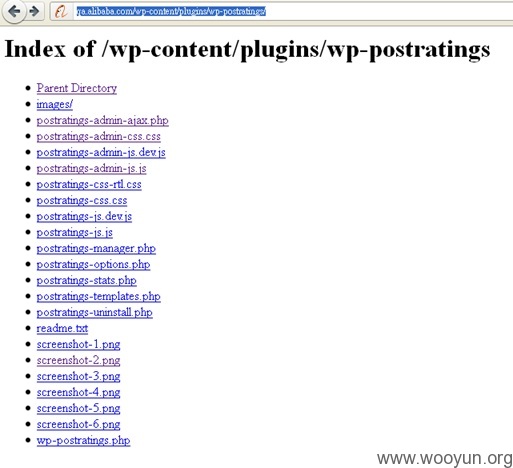 qa.alibaba.com/wp-content/plugins/wp-postratings/
Index of /wp-content/plugins/wp-postratings
Parent Directory
images/
postratings-admin-ajax.php
postratings-admin-css.css
postratings-admin-js.dev.js
postratings-admin-js.js
postratings-css-rtl.css
postratings-css.css
postratings-js.dev.js
postratings-js.js
postratings-manager.php
postratings-options.php
postratings-stats.php
postratings-templates.php
postratings-uninstall.php
readme.txt
screenshot-1.png
screenshot-2.png
screenshot-3.png
screenshot-4.png
screenshot-5.png
screenshot-6.png
wp-postratings.php
www.wooyun.org